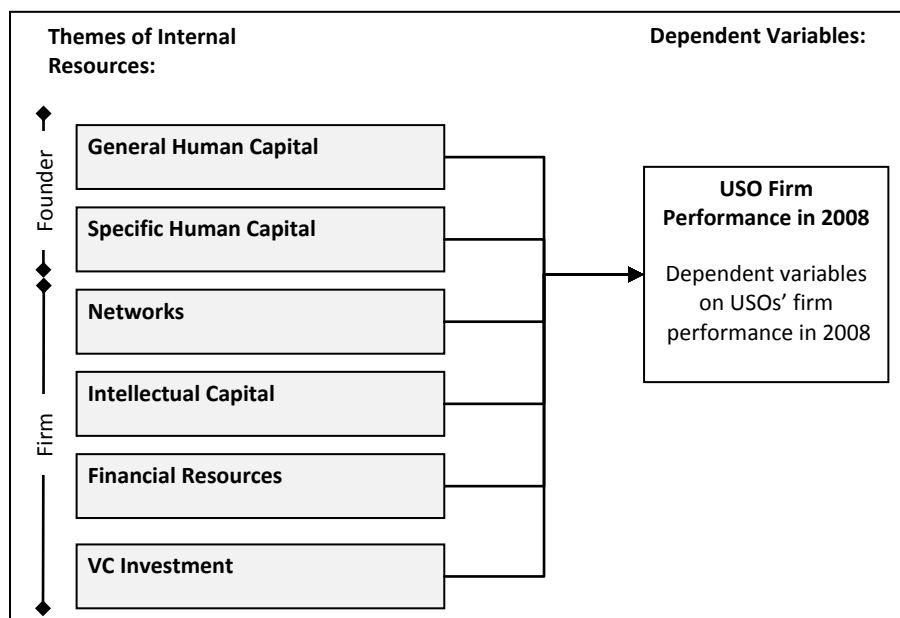 Themes of Internal
Resources:
Dependent Variables:
Founder
General Human Capital
Specific Human Capital
Firm
Networks
Intellectual Capital
Financial Resources
VC Investment
USO Firm
Performance in 2008
Dependent variables
on USOs’ firm
performance in 2008